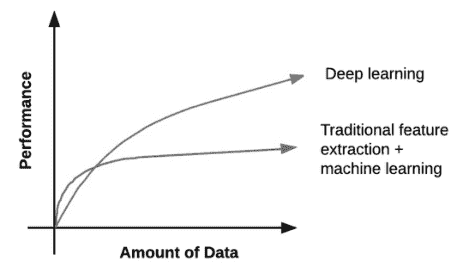 Performance
Deep learning
Traditional feature
extraction +
machine learning
Amount of Data